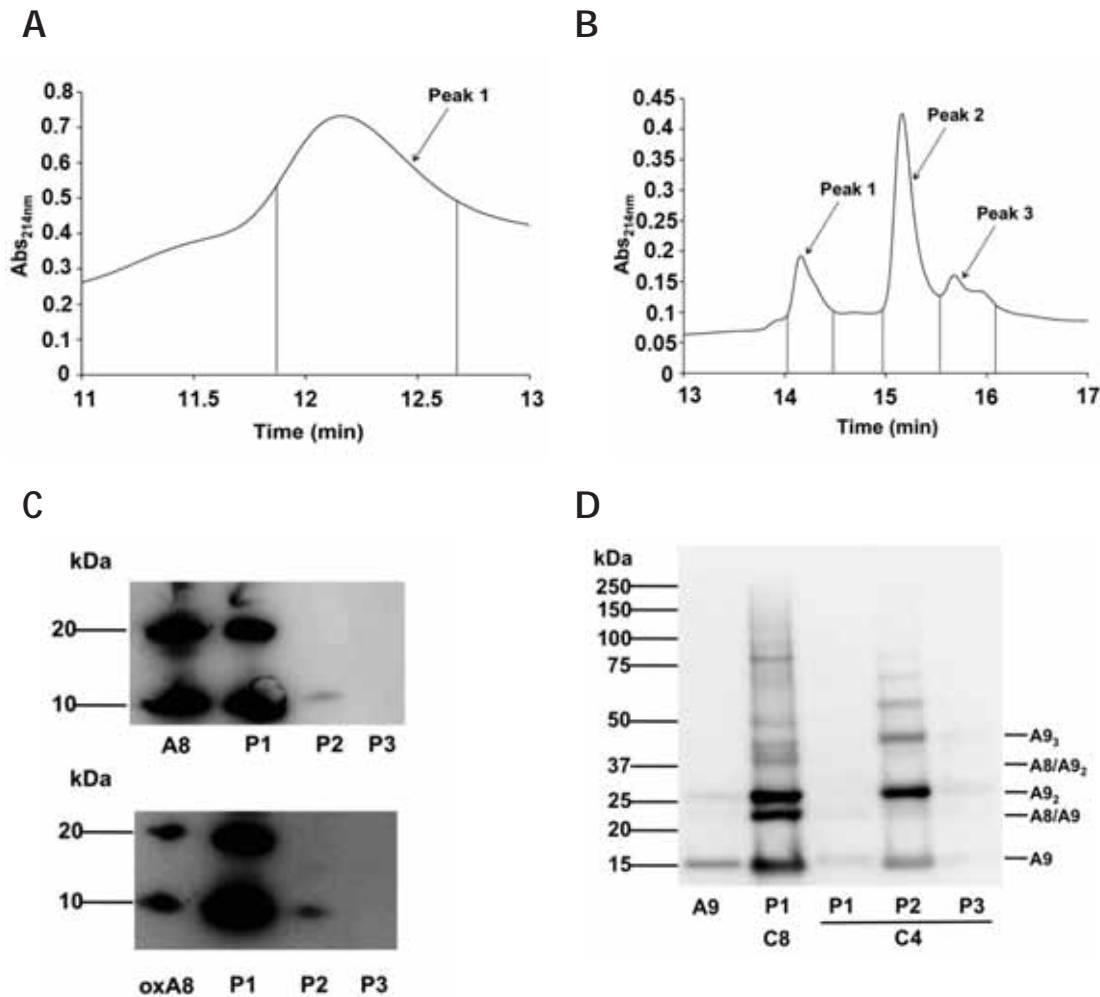 A
0.8
0.7
0.6
0.5
0.4
0.3
0.2
0.1
0
Abs214nm
Peak 1
11
11.5
12
12.5
13
Time (min)
B
0.45
0.4
0.35
0.3
0.25
0.2
0.15
0.1
0.05
0
Abs214nm
Peak 1
Peak 2
Peak 3
13
14
15
16
17
Time (min)
C
kDa
20
10
A8 P1 P2 P3
kDa
20
10
oxA8 P1 P2 P3
D
kDa
250
150
100
75
50
37
25
20
15
A9₃
A8/A9₂
A9₂
A8/A9
A9
A9 P1 P1 P2 P3
C8 C4